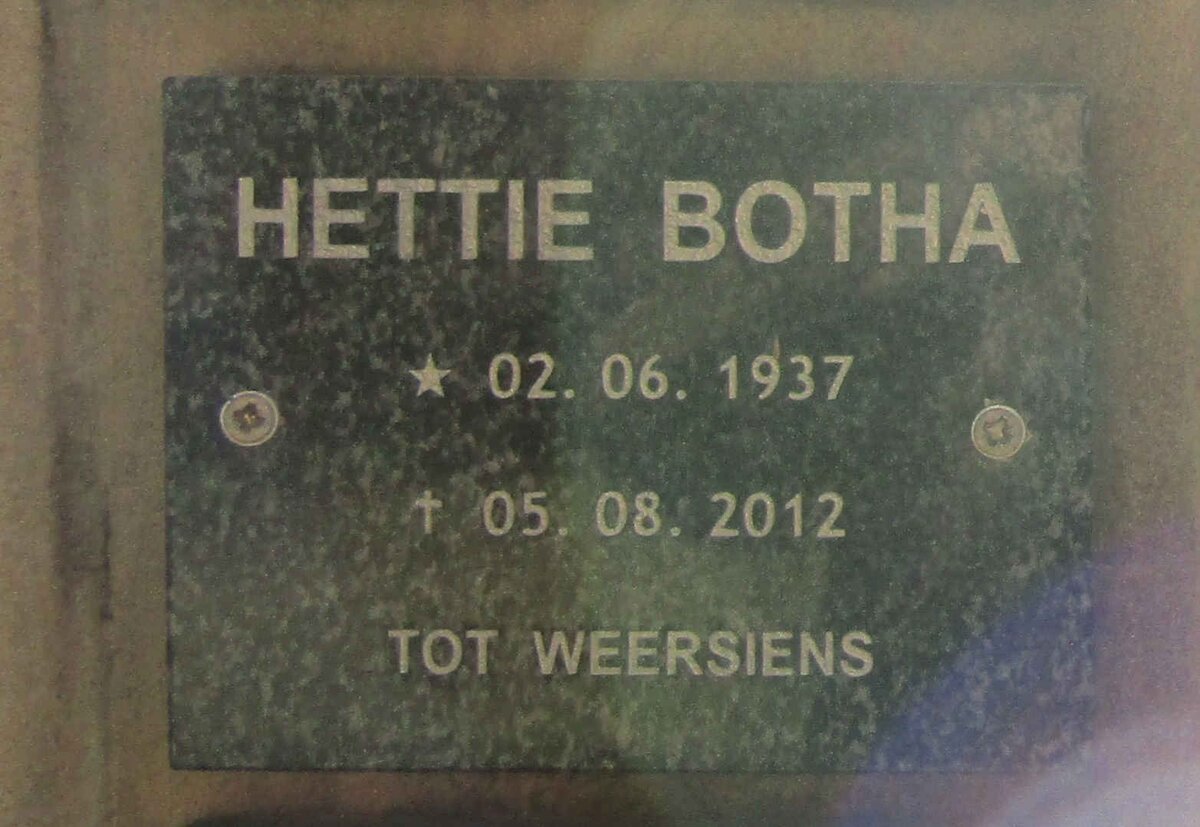 HETTIE BOTHA
★ 02. 06. 1937
† 05. 08. 2012
TOT WEERSIENS